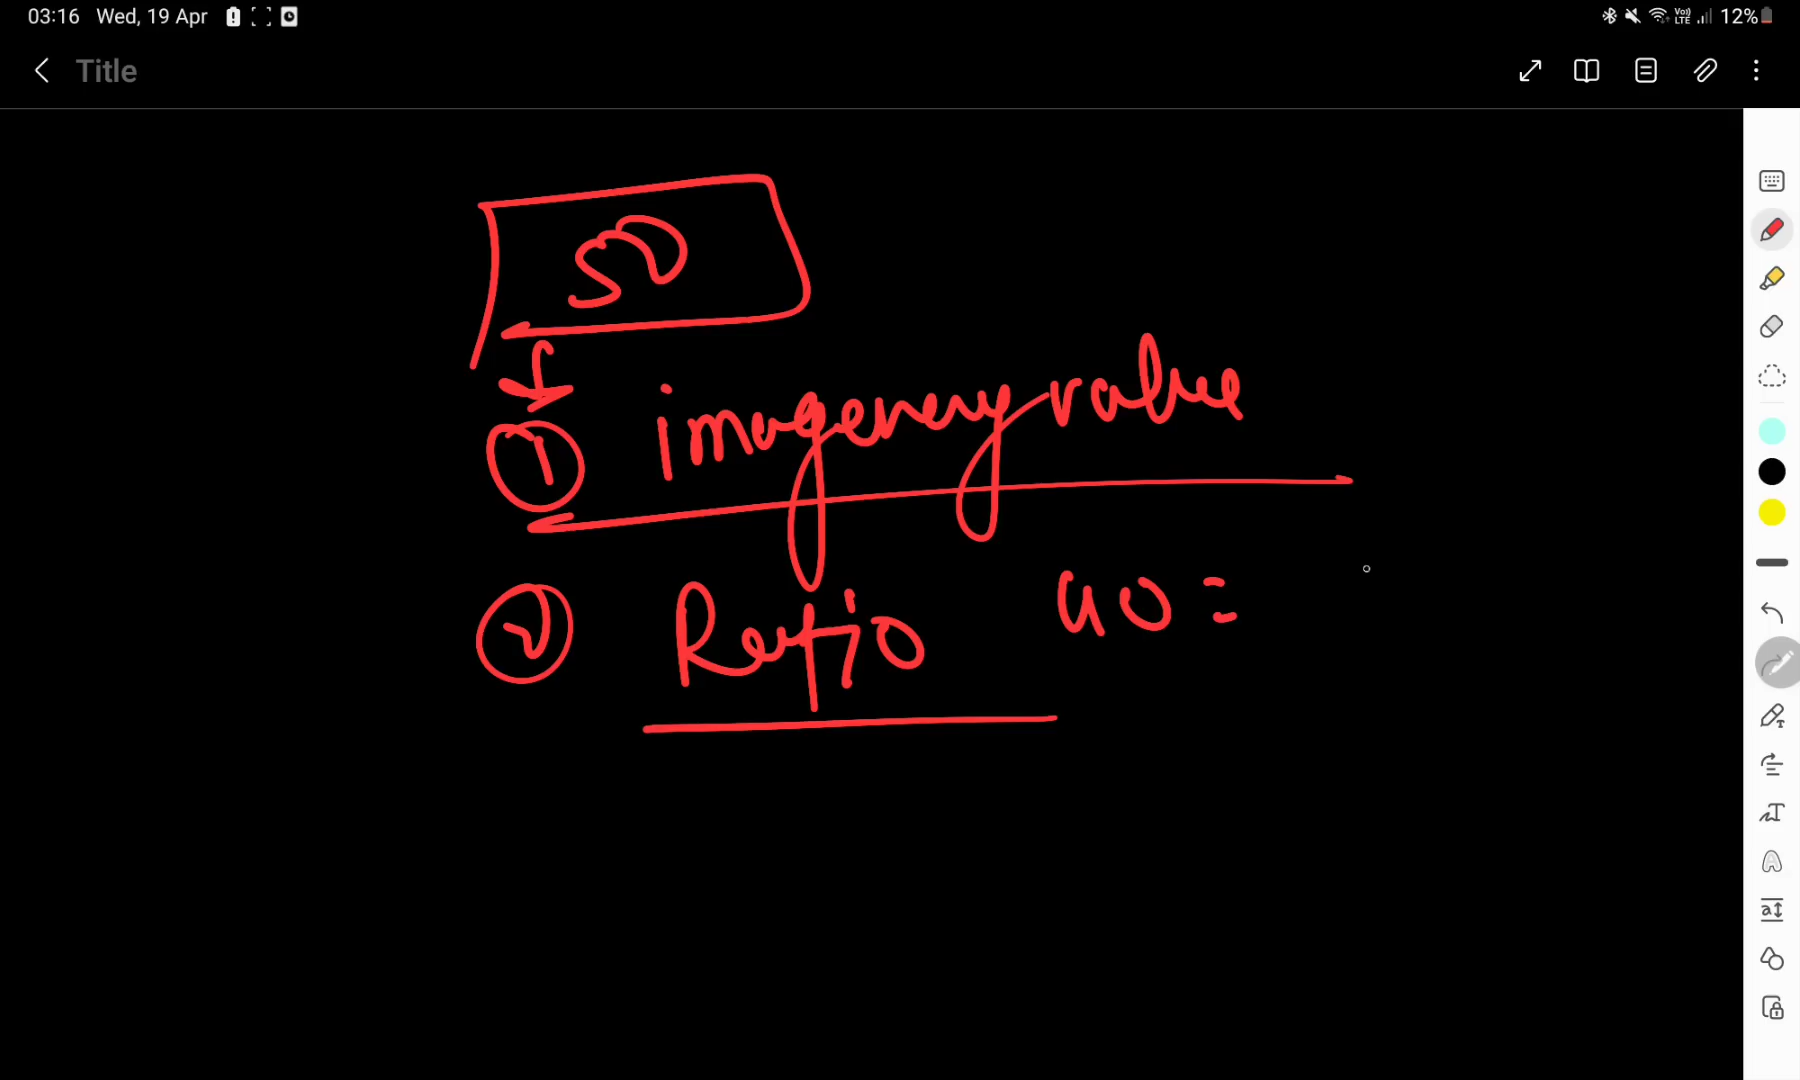 03:16 Wed, 19 Apr 12%
Title
SD
1 imagenery value
2 Ratio 40 =